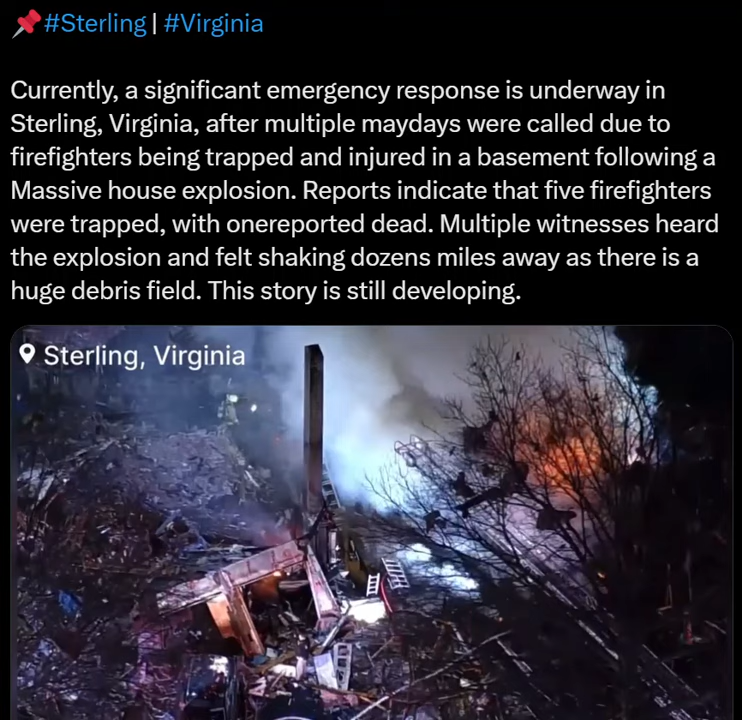 📌#Sterling | #Virginia
Currently, a significant emergency response is underway in
Sterling, Virginia, after multiple maydays were called due to
firefighters being trapped and injured in a basement following a
Massive house explosion. Reports indicate that five firefighters
were trapped, with onereported dead. Multiple witnesses heard
the explosion and felt shaking dozens miles away as there is a
huge debris field. This story is still developing.
Sterling, Virginia